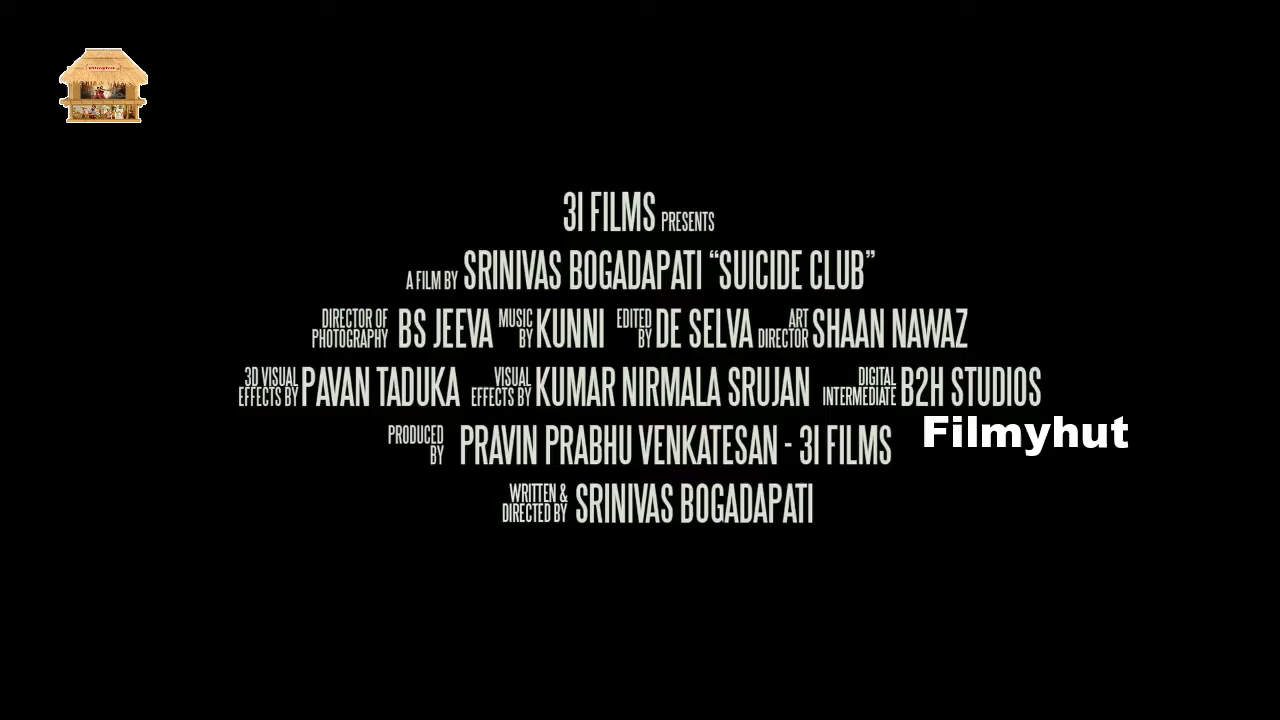 Filmyhut
3I FILMS PRESENTS
A FILM BY SRINIVAS BOGADAPATI “SUICIDE CLUB”
DIRECTOR OF PHOTOGRAPHY BS JEEVA MUSIC BY KUNNI EDITED BY DE SELVA ART DIRECTOR SHAAN NAWAZ
3D VISUAL EFFECTS BY PAVAN TADUKA VISUAL EFFECTS BY KUMAR NIRMALA SRUJAN DIGITAL INTERMEDIATE B2H STUDIOS
PRODUCED BY PRAVIN PRABHU VENKATESAN - 3I FILMS
Filmyhut
WRITTEN & DIRECTED BY SRINIVAS BOGADAPATI